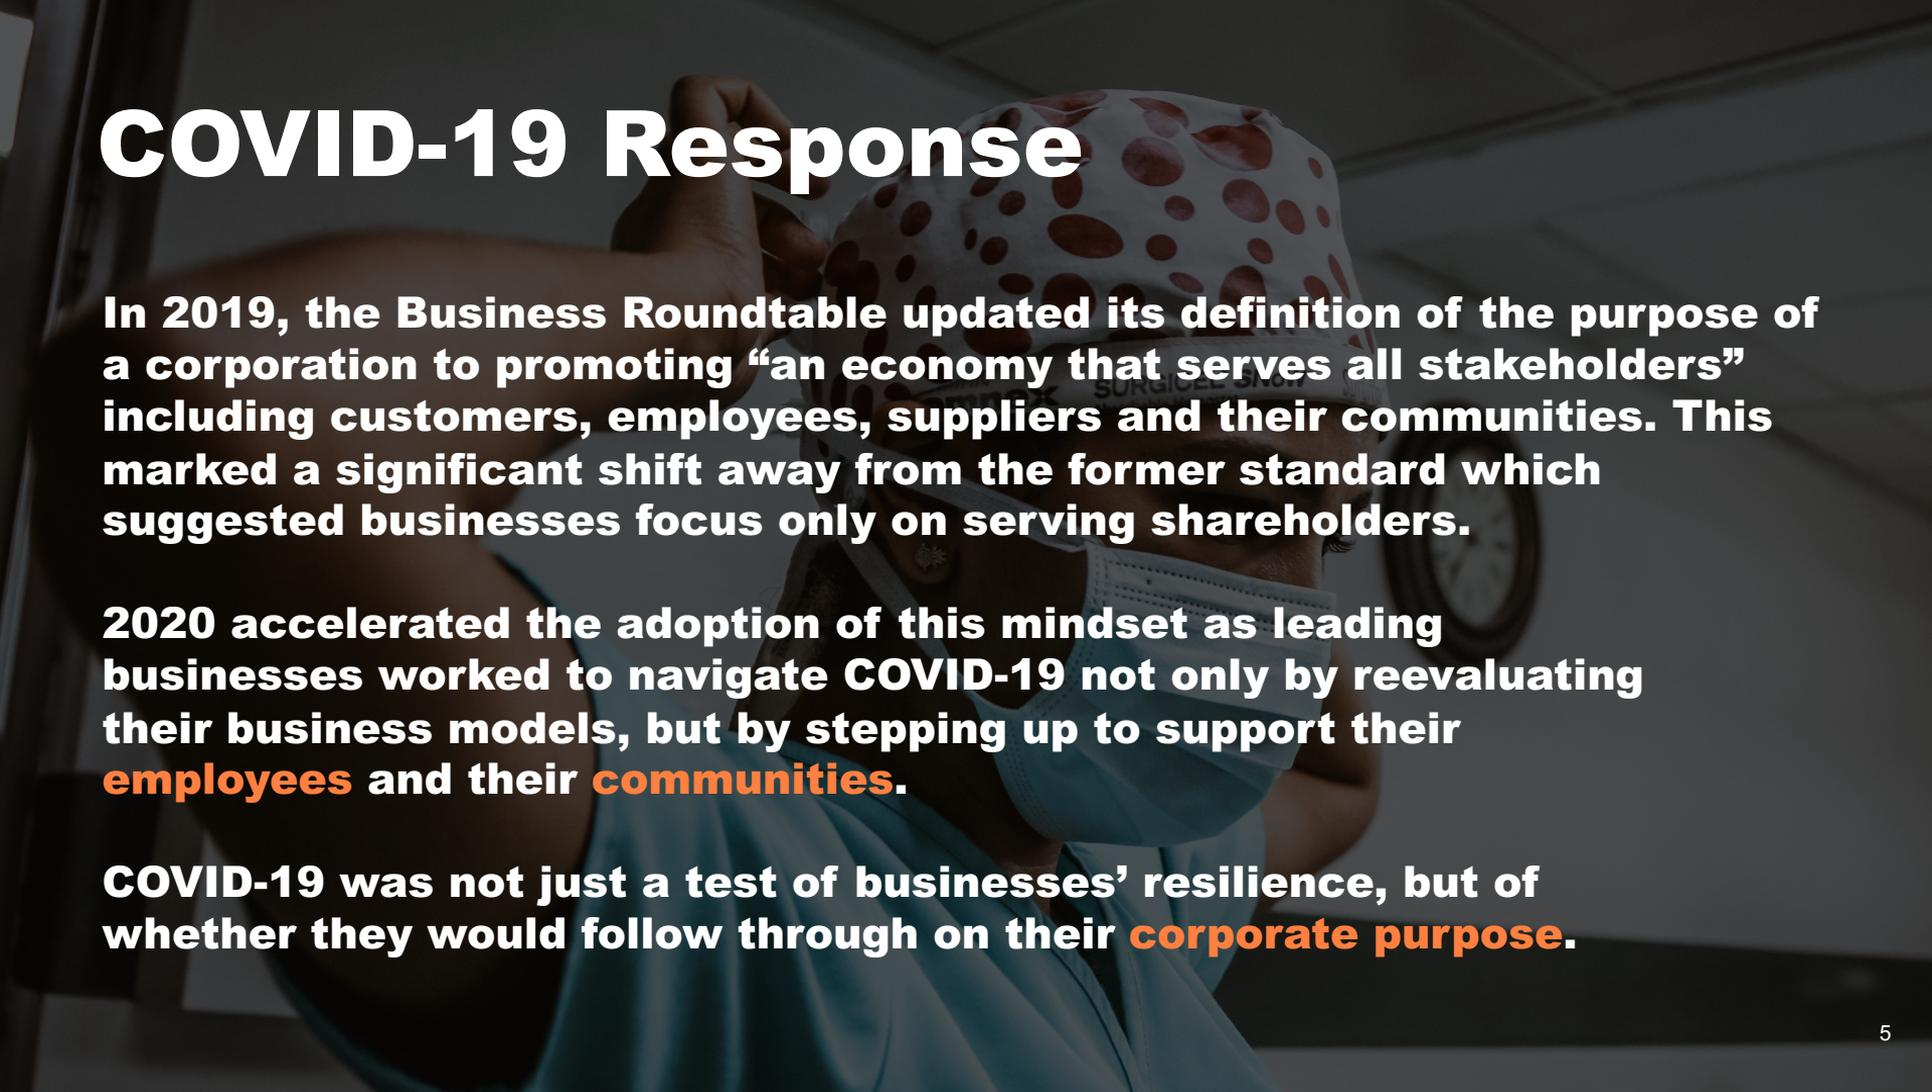 COVID-19 Response
In 2019, the Business Roundtable updated its definition of the purpose of
a corporation to promoting “an economy that serves all stakeholders”
including customers, employees, suppliers and their communities. This
marked a significant shift away from the former standard which
suggested businesses focus only on serving shareholders.
2020 accelerated the adoption of this mindset as leading
businesses worked to navigate COVID-19 not only by reevaluating
their business models, but by stepping up to support their
employees and their communities.
COVID-19 was not just a test of businesses’ resilience, but of
whether they would follow through on their corporate purpose.
SURGICEL SNoW
5